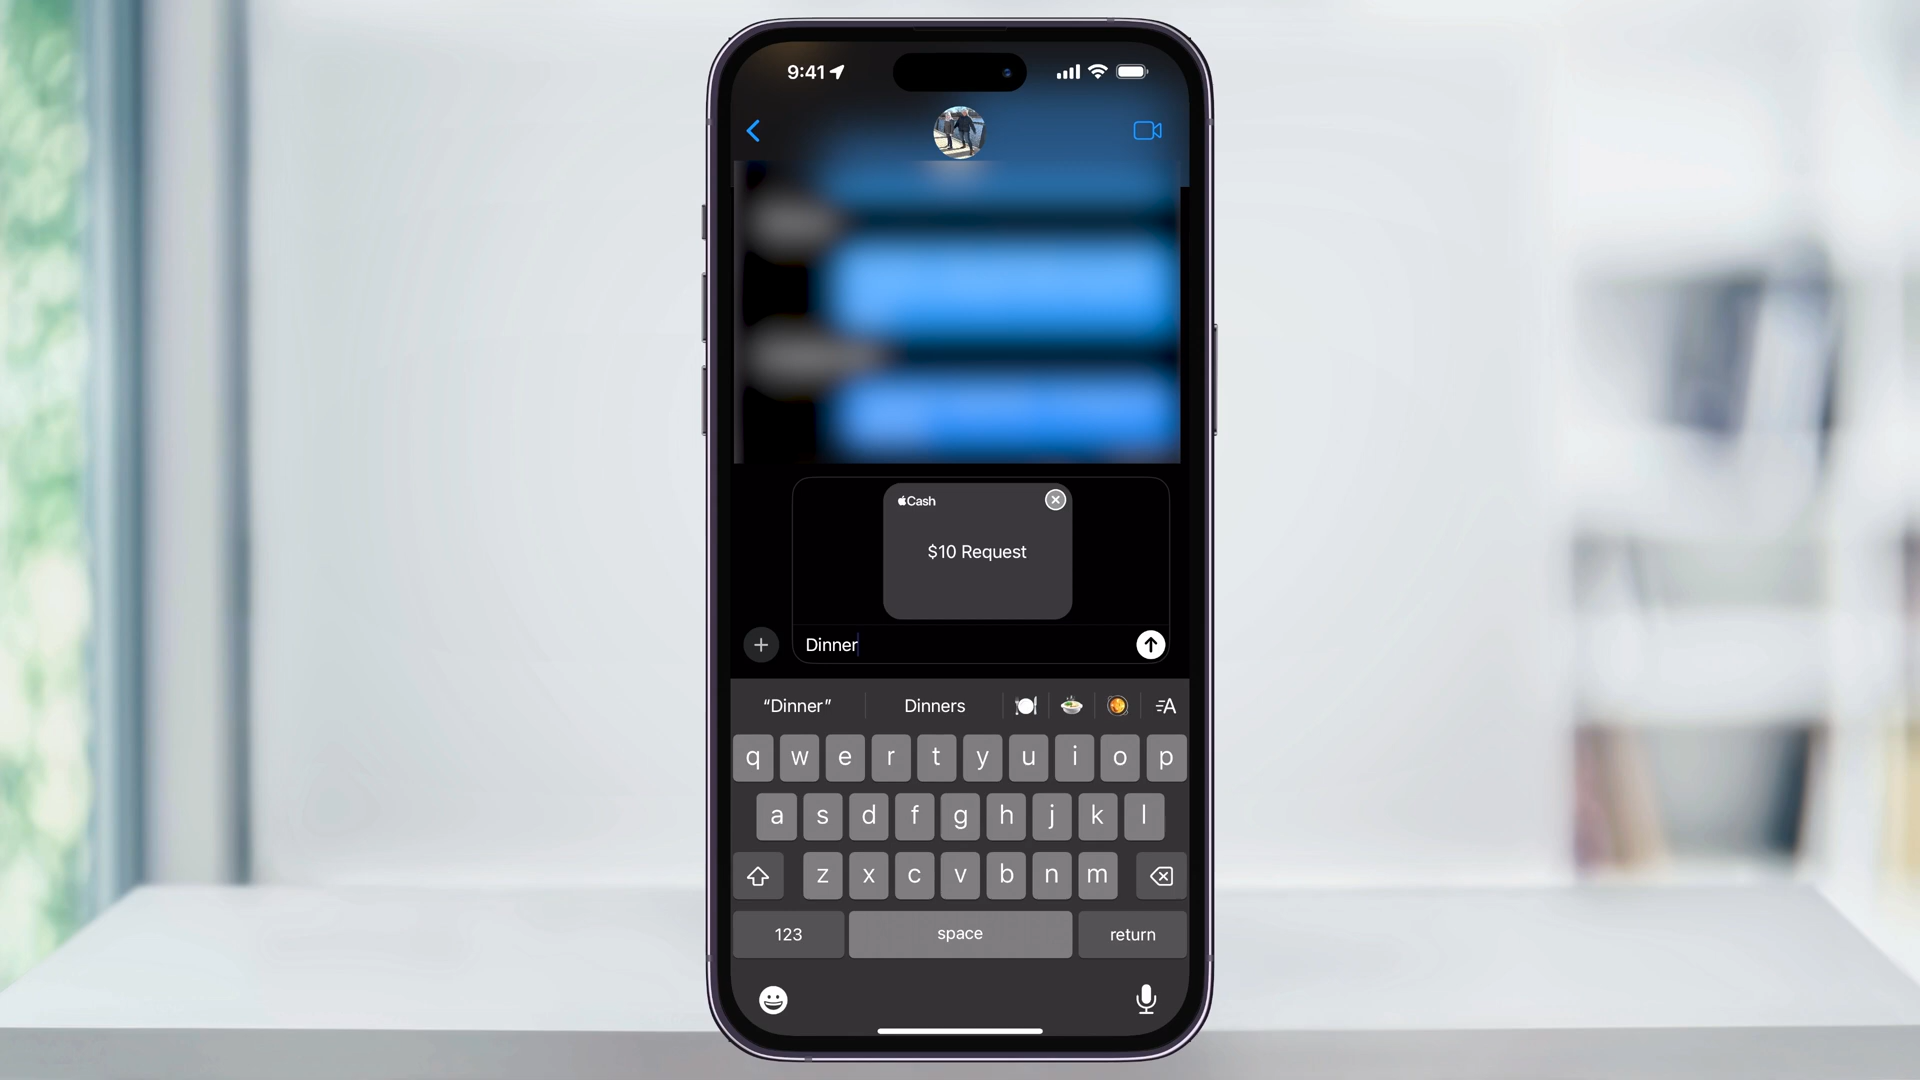 9:41
Cash
$10 Request
Dinner
“Dinner” Dinners
q w e r t y u i o p
a s d f g h j k l
z x c v b n m
123 space return